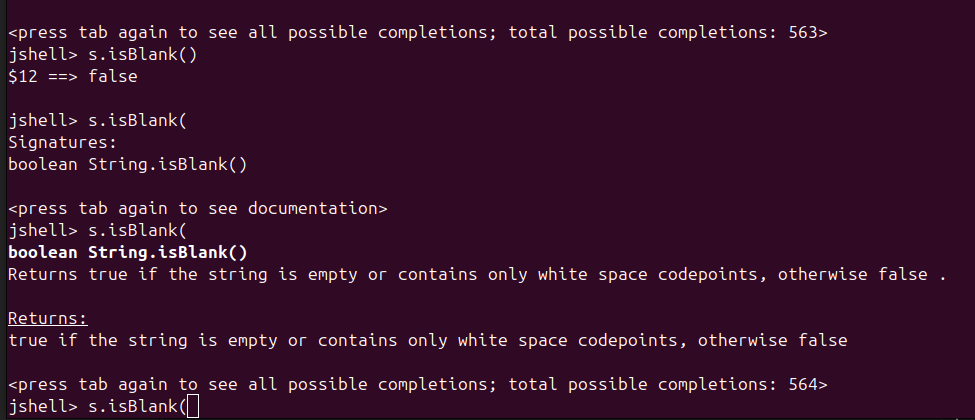 <press tab again to see all possible completions; total possible completions: 563>
jshell> s.isBlank()
$12 ==> false
jshell> s.isBlank(
Signatures:
boolean String.isBlank()
<press tab again to see documentation>
jshell> s.isBlank(
boolean String.isBlank()
Returns true if the string is empty or contains only white space codepoints, otherwise false .
Returns:
true if the string is empty or contains only white space codepoints, otherwise false
<press tab again to see all possible completions; total possible completions: 564>
jshell> s.isBlank(